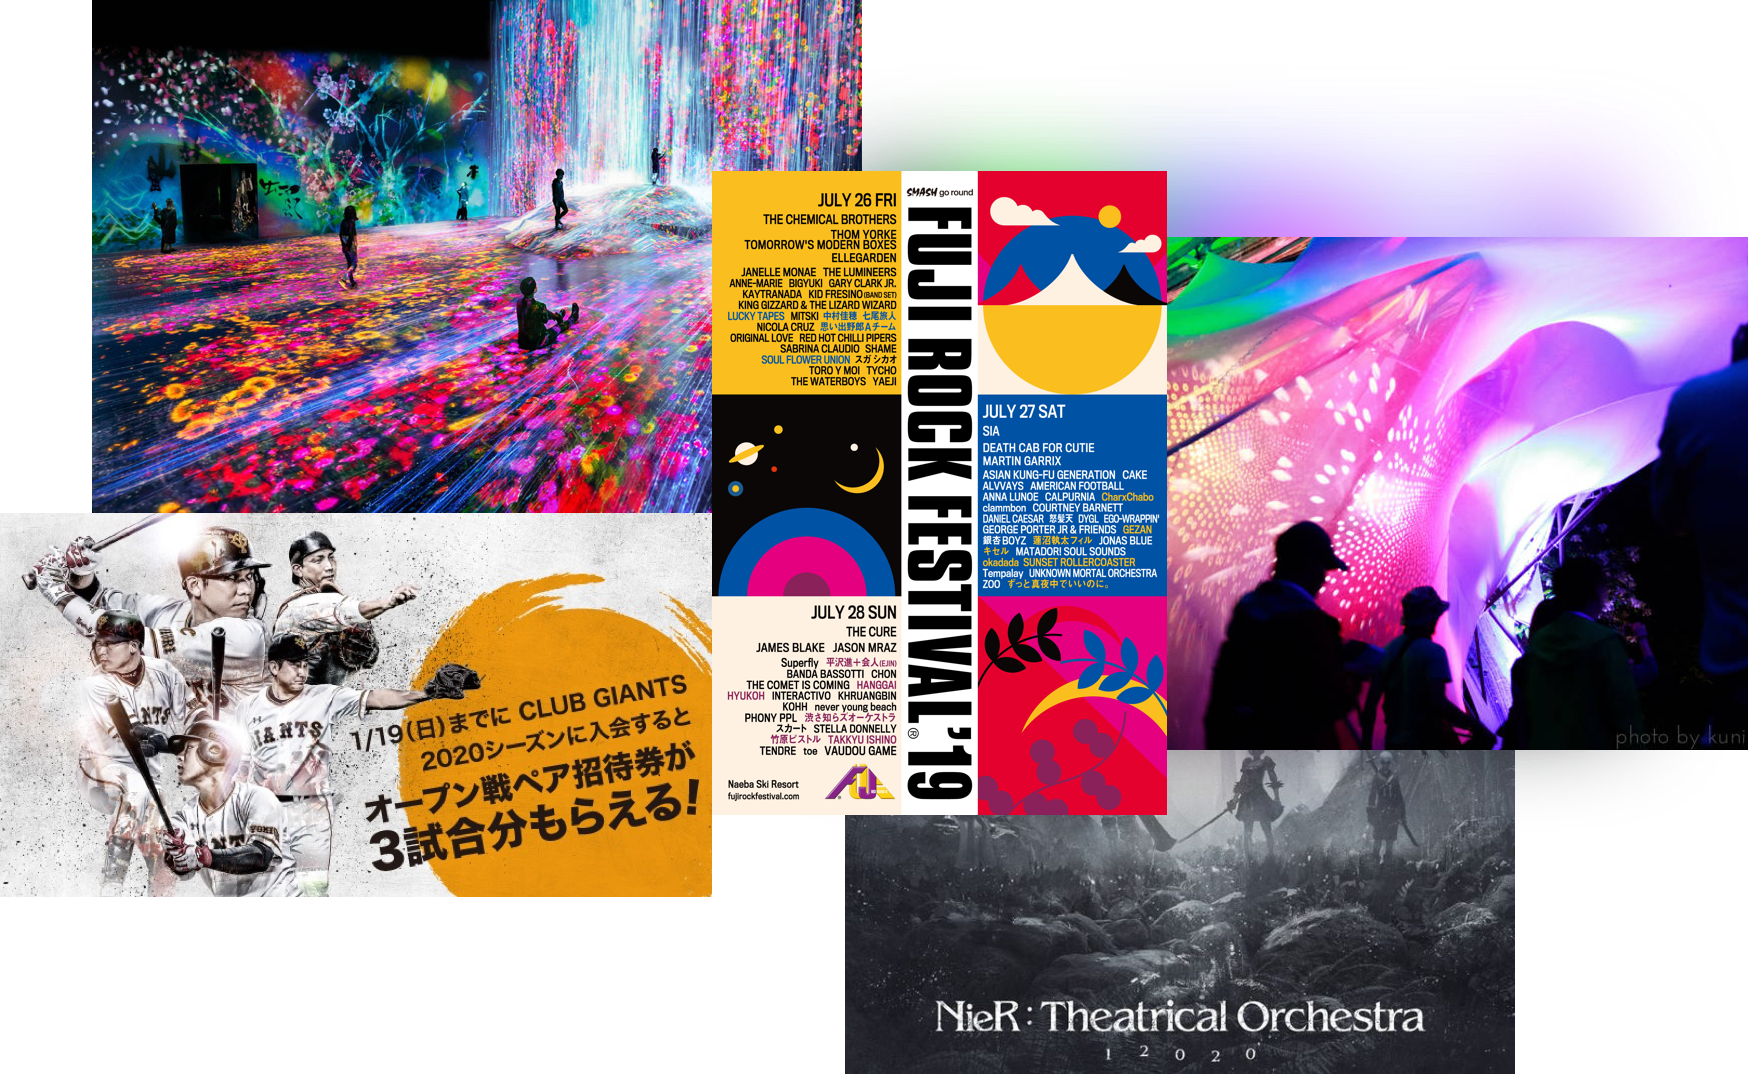 JULY 26 FRI
THE CHEMICAL BROTHERS
THOM YORKE
TOMORROW'S MODERN BOXES
ELLEGARDEN
JANELLE MONAE THE LUMINEERS
ANNE-MARIE BIGYUKI GARY CLARK JR.
KAYTRANADA KID FRESINO (BAND SET)
KING GIZZARD & THE LIZARD WIZARD
LUCKY TAPES MITSKI 中村佳穂 七尾旅人
NICOLA CRUZ 思い出野郎Aチーム
ORIGINAL LOVE RED HOT CHILLI PIPERS
SABRINA CLAUDIO SHAME
SOUL FLOWER UNION スガ シカオ
TORO Y MOI TYCHO
THE WATERBOYS YAEJI
SMASH go round
FUJI ROCK FESTIVAL®'19
JULY 27 SAT
SIA
DEATH CAB FOR CUTIE
MARTIN GARRIX
ASIAN KUNG-FU GENERATION CAKE
ALVVAYS AMERICAN FOOTBALL
ANNA LUNOE CALPURNIA CharxChabo
clammbon COURTNEY BARNETT
DANIEL CAESAR 怒髪天 DYGL EGO-WRAPPIN'
GEORGE PORTER JR & FRIENDS GEZAN
銀杏BOYZ 蓮沼執太フィル JONAS BLUE
キセル MATADOR! SOUL SOUNDS
okadada SUNSET ROLLERCOASTER
Tempalay UNKNOWN MORTAL ORCHESTRA
ZOO ずっと真夜中でいいのに。
JULY 28 SUN
THE CURE
JAMES BLAKE JASON MRAZ
Superfly 平沢進+会人(EJIN)
BANDA BASSOTTI CHON
THE COMET IS COMING HANGGAI
HYUKOH INTERACTIVO KHRUANGBIN
KOHH never young beach
PHONY PPL 渋さ知らズオーケストラ
スカート STELLA DONNELLY
竹原ピストル TAKKYU ISHINO
TENDRE toe VAUDOU GAME
Naeba Ski Resort
fujirockfestival.com
1/19(日)までに CLUB GIANTS
2020シーズンに入会すると
オープン戦ペア招待券が
3試合分もらえる!
GIANTS
photo by kuni
NieR : Theatrical Orchestra
12020